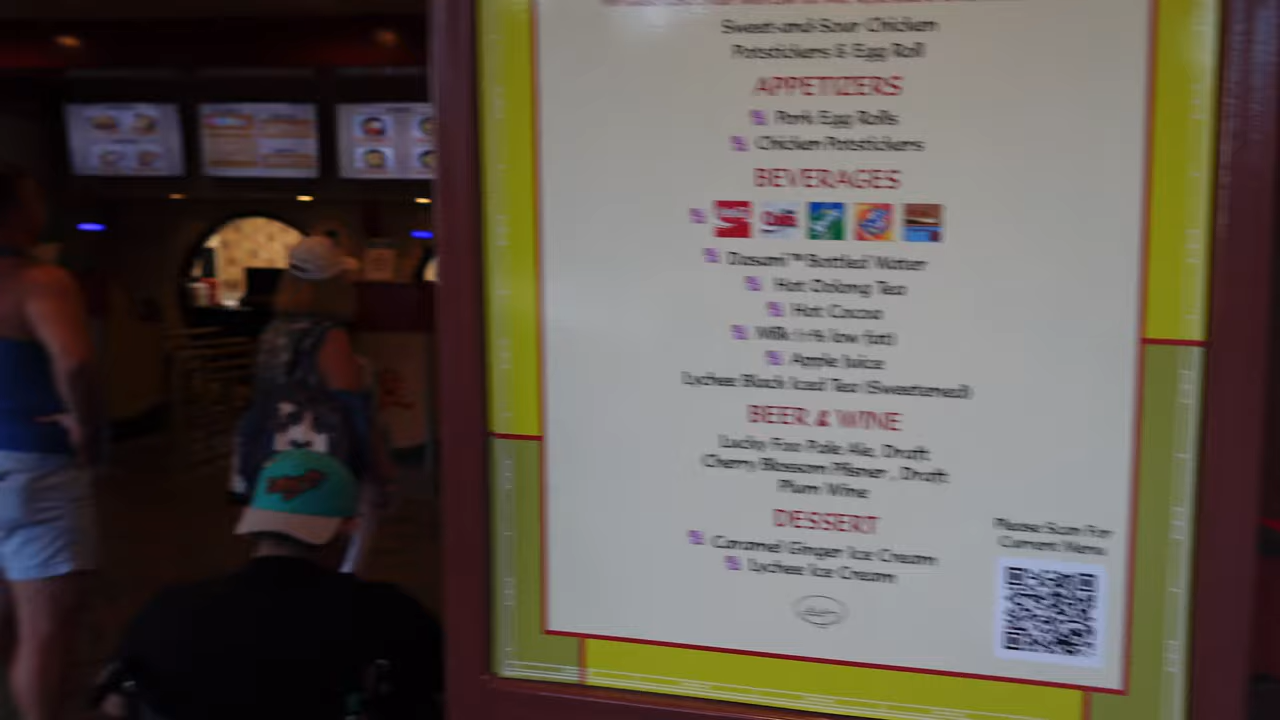 Sweet-and-Sour Chicken
Potstickers & Egg Roll
APPETIZERS
Pork Egg Rolls
Chicken Potstickers
BEVERAGES
Dasani™ Bottled Water
Hot Oolong Tea
Hot Cocoa
Milk (1% low fat)
Apple Juice
Lychee Black Iced Tea (Sweetened)
BEER & WINE
Lucky Foo Pale Ale, Draft
Cherry Blossom Pilsner, Draft
Plum Wine
DESSERT
Caramel Ginger Ice Cream
Lychee Ice Cream
Please Scan For
Current Menu